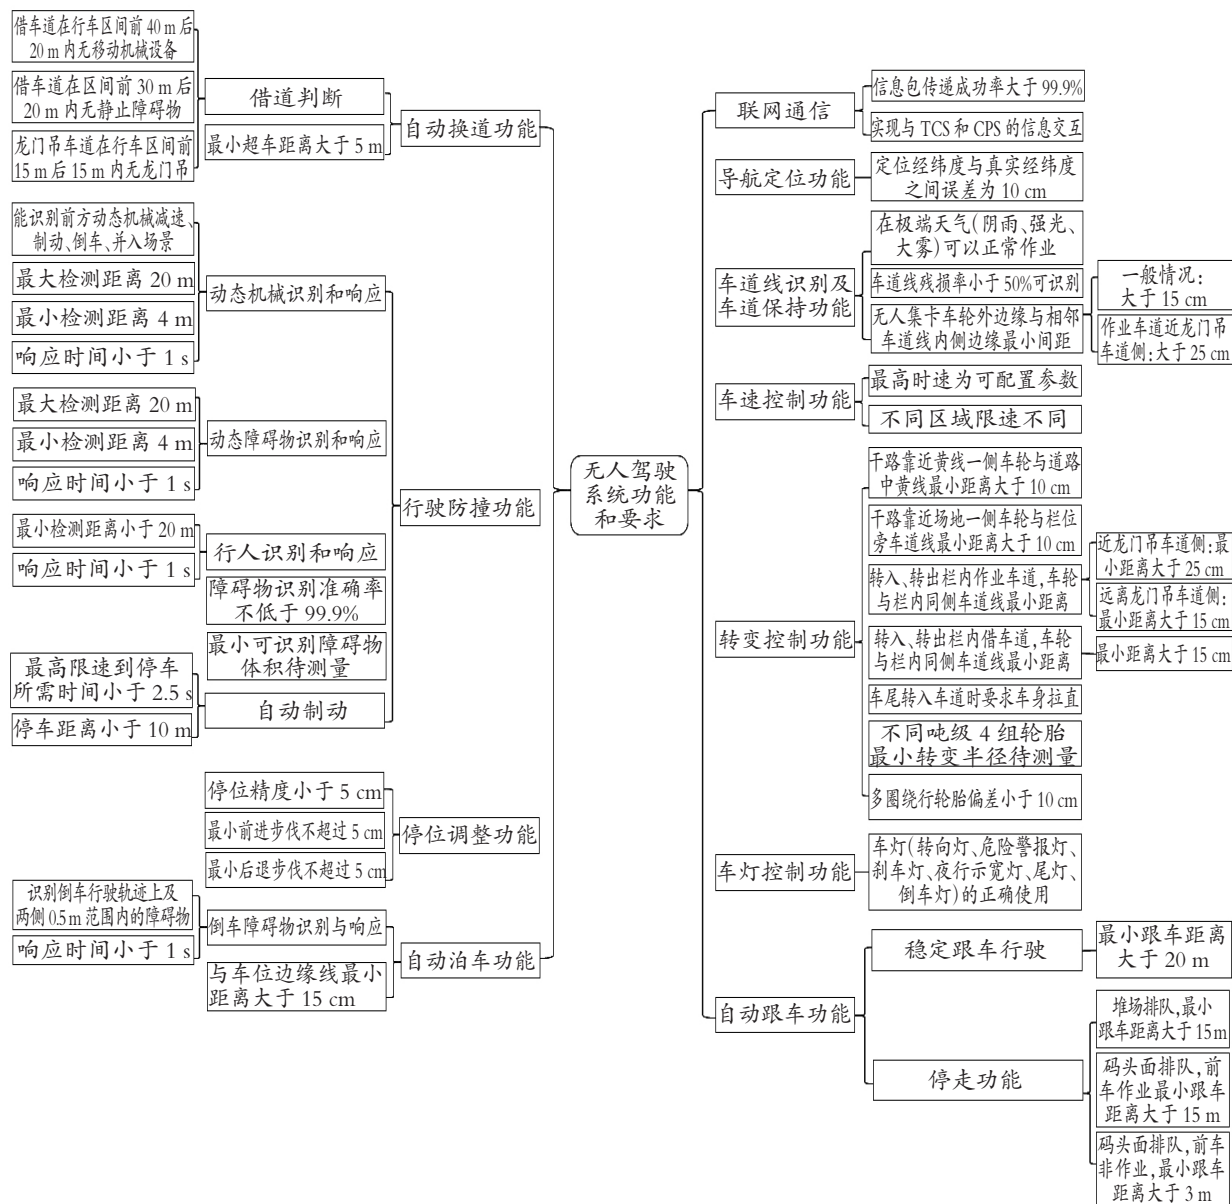 借车道在行车区间前 40 m 后
20 m 内无移动机械设备
借车道在区间前 30 m 后
20 m 内无静止障碍物
龙门吊车道在行车区间前
15 m 后 15 m 内无龙门吊
借道判断
最小超车距离大于 5 m
自动换道功能
能识别前方动态机械减速、
制动、倒车、并入场景
最大检测距离 20 m
最小检测距离 4 m
响应时间小于 1 s
动态机械识别和响应
最大检测距离 20 m
最小检测距离 4 m
响应时间小于 1 s
动态障碍物识别和响应
最小检测距离小于 20 m
响应时间小于 1 s
行人识别和响应
障碍物识别准确率
不低于 99.9%
最小可识别障碍物
体积待测量
最高限速到停车
所需时间小于 2.5 s
停车距离小于 10 m
自动制动
行驶防撞功能
停位精度小于 5 cm
最小前进步伐不超过 5 cm
最小后退步伐不超过 5 cm
停位调整功能
识别倒车行驶轨迹上及
两侧 0.5 m 范围内的障碍物
响应时间小于 1 s
倒车障碍物识别与响应
与车位边缘线最小
距离大于 15 cm
自动泊车功能
无人驾驶
系统功能
和要求
联网通信
信息包传递成功率大于 99.9%
实现与 TCS 和 CPS 的信息交互
导航定位功能
定位经纬度与真实经纬度
之间误差为 10 cm
车道线识别及
车道保持功能
在极端天气(阴雨、强光、
大雾)可以正常作业
车道线残损率小于 50%可识别
无人集卡车轮外边缘与相邻
车道线内侧边缘最小间距
一般情况:
大于 15 cm
作业车道近龙门吊
车道侧:大于 25 cm
车速控制功能
最高时速为可配置参数
不同区域限速不同
转变控制功能
干路靠近黄线一侧车轮与道路
中黄线最小距离大于 10 cm
干路靠近场地一侧车轮与栏位
旁车道线最小距离大于 10 cm
转入、转出栏内作业车道,车轮
与栏内同侧车道线最小距离
近龙门吊车道侧:最
小距离大于 25 cm
远离龙门吊车道侧:
最小距离大于 15 cm
转入、转出栏内借车道,车轮
与栏内同侧车道线最小距离
最小距离大于 15 cm
车尾转入车道时要求车身拉直
不同吨级 4 组轮胎
最小转变半径待测量
多圈绕行轮胎偏差小于 10 cm
车灯控制功能
车灯(转向灯、危险警报灯、
刹车灯、夜行示宽灯、尾灯、
倒车灯)的正确使用
自动跟车功能
稳定跟车行驶
最小跟车距离
大于 20 m
停走功能
堆场排队,最小
跟车距离大于 15 m
码头面排队,前
车作业最小跟车
距离大于 15 m
码头面排队,前车
非作业,最小跟车
距离大于 3 m